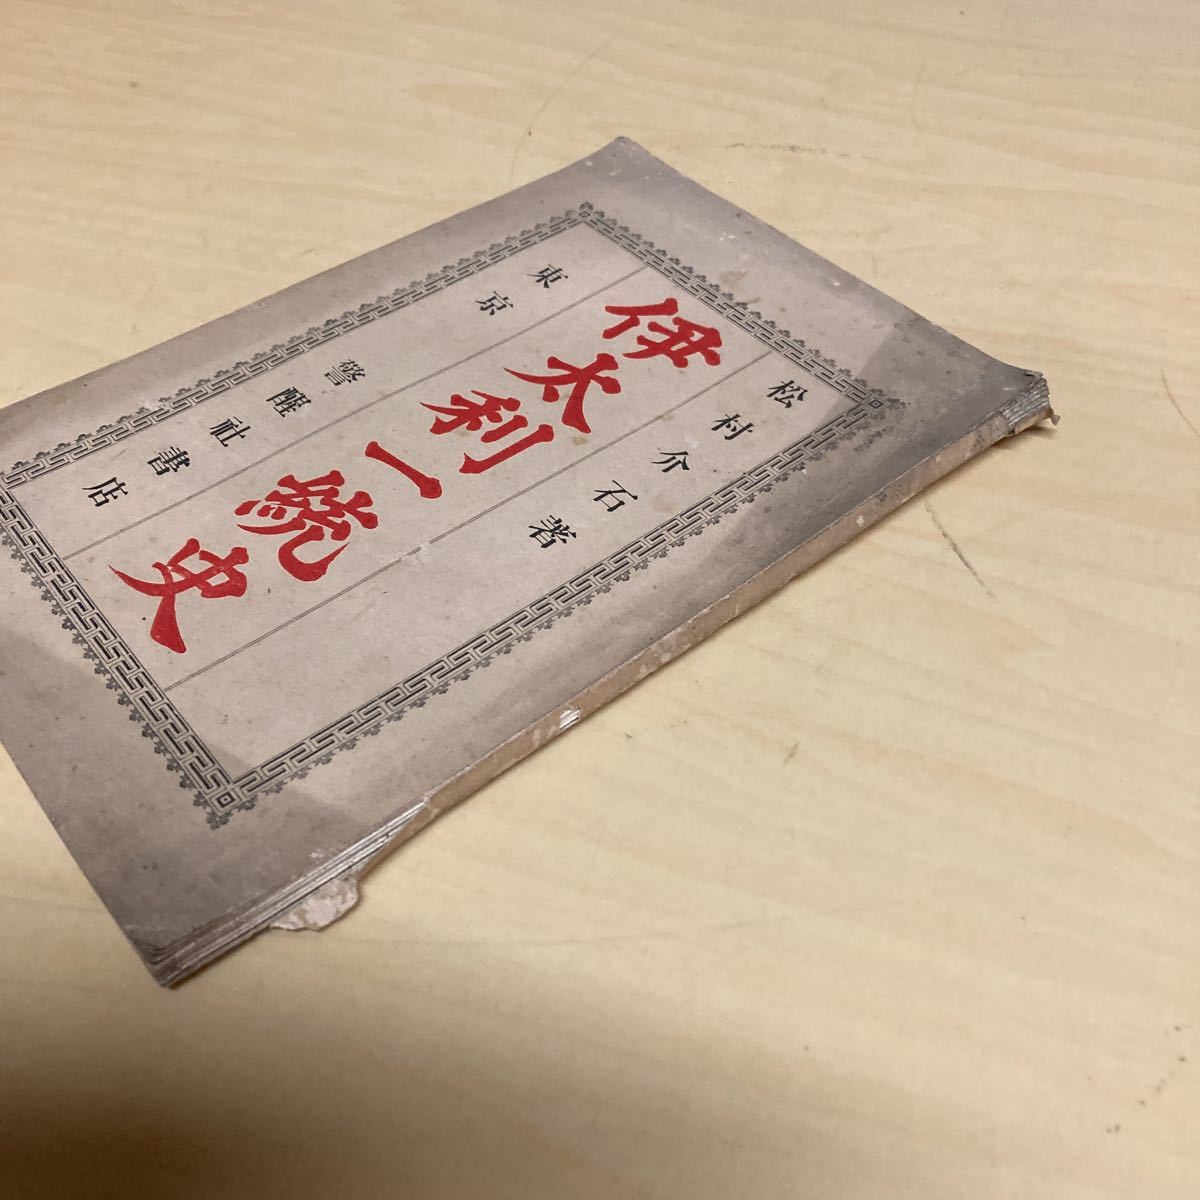 松村介石著
伊太利一統史
東京 警醒社書店